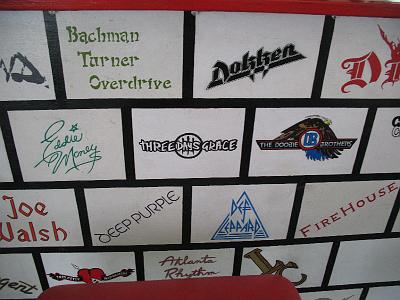 Bachman
Turner
Overdrive
Dokken
Eddie
Money
THREE DAYS GRACE
THE DOOBIE
BROTHERS
DB
Joe
Walsh
DEEP PURPLE
DEF
LEPPARD
FIREHOUSE
Atlanta
Rhythm